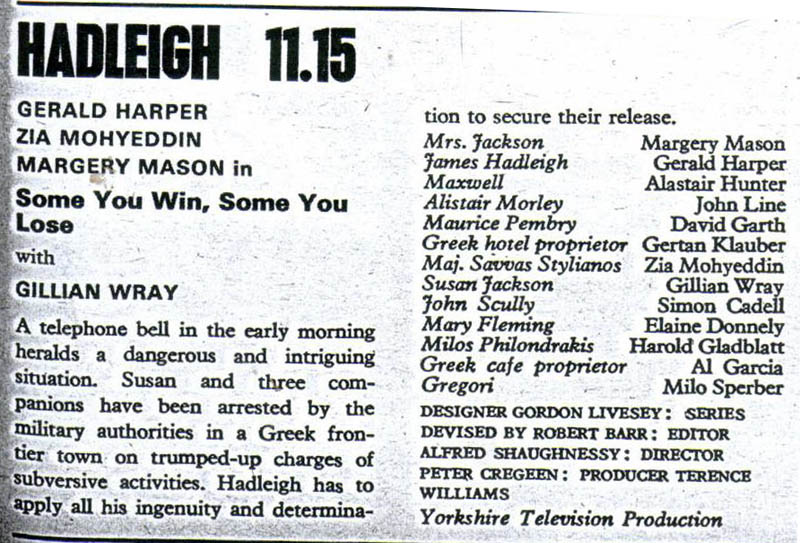 HADLEIGH 11.15
GERALD HARPER
ZIA MOHYEDDIN
MARGERY MASON in
Some You Win, Some You
Lose
with
GILLIAN WRAY
A telephone bell in the early morning
heralds a dangerous and intriguing
situation. Susan and three com-
panions have been arrested by the
military authorities in a Greek fron-
tier town on trumped-up charges of
subversive activities. Hadleigh has to
apply all his ingenuity and determina-
tion to secure their release.
Mrs. Jackson Margery Mason
James Hadleigh Gerald Harper
Maxwell Alastair Hunter
Alistair Morley John Line
Maurice Pembry David Garth
Greek hotel proprietor Gertan Klauber
Maj. Savvas Stylianos Zia Mohyeddin
Susan Jackson Gillian Wray
John Scully Simon Cadell
Mary Fleming Elaine Donnely
Milos Philondrakis Harold Gladblatt
Greek cafe proprietor Al Garcia
Gregori Milo Sperber
DESIGNER GORDON LIVESEY: SERIES
DEVISED BY ROBERT BARR: EDITOR
ALFRED SHAUGHNESSY: DIRECTOR
PETER CREGEEN: PRODUCER TERENCE
WILLIAMS
Yorkshire Television Production